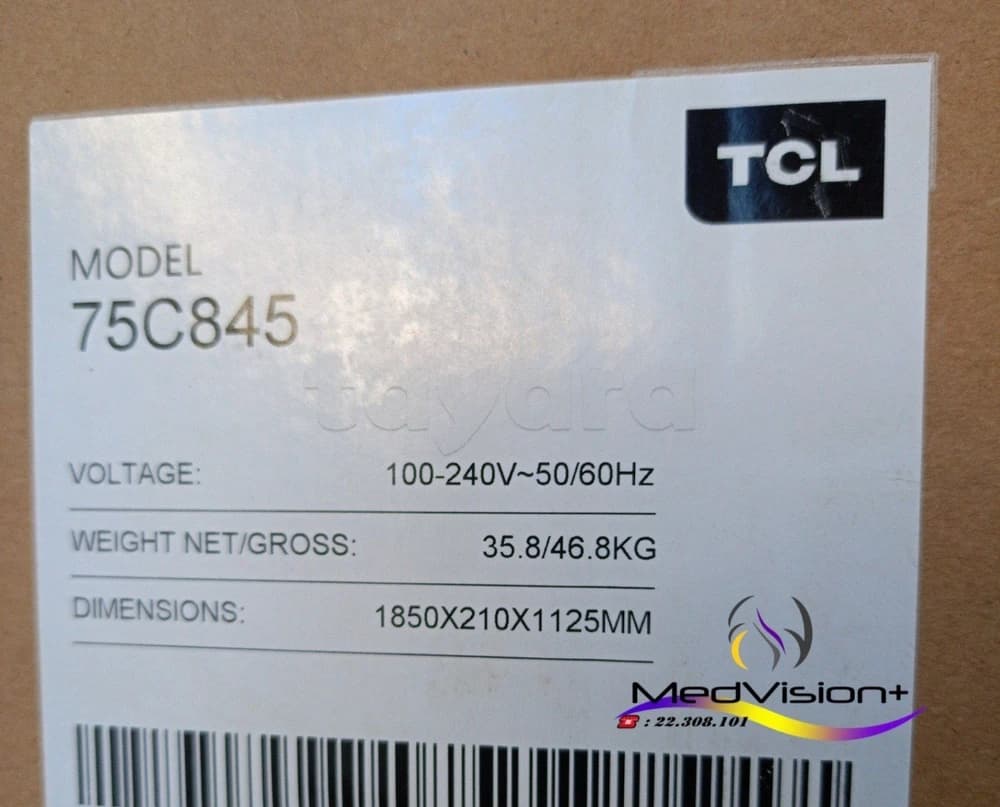 TCL
MODEL
75C845
tayara
VOLTAGE: 100-240V~50/60Hz
WEIGHT NET/GROSS: 35.8/46.8KG
DIMENSIONS: 1850X210X1125MM
MedVision+
☎ : 22.308.101